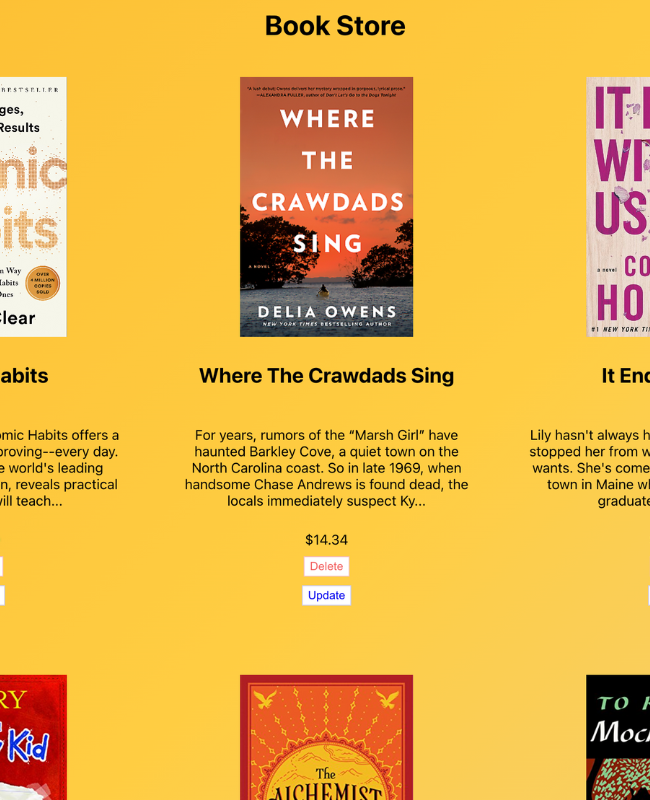 Book Store
BESTSELLER
ges,
Results
nic
its
n Way
Habits
Ones
OVER
4 MILLION
COPIES
SOLD
Clear
WHERE
THE
CRAWDADS
SING
A NOVEL
DELIA OWENS
NEW YORK TIMES BESTSELLING AUTHOR
IT
WI
US
a novel
CO
HO
#1 NEW YORK TI
abits
Where The Crawdads Sing
It En
omic Habits offers a
proving--every day.
e world's leading
n, reveals practical
will teach...
For years, rumors of the “Marsh Girl” have
haunted Barkley Cove, a quiet town on the
North Carolina coast. So in late 1969, when
handsome Chase Andrews is found dead, the
locals immediately suspect Ky...
Lily hasn't always h
stopped her from w
wants. She's come
town in Maine wh
graduate
$14.34
Delete
Update
RY
Kid
The
ALCHEMIST
TO
Moc